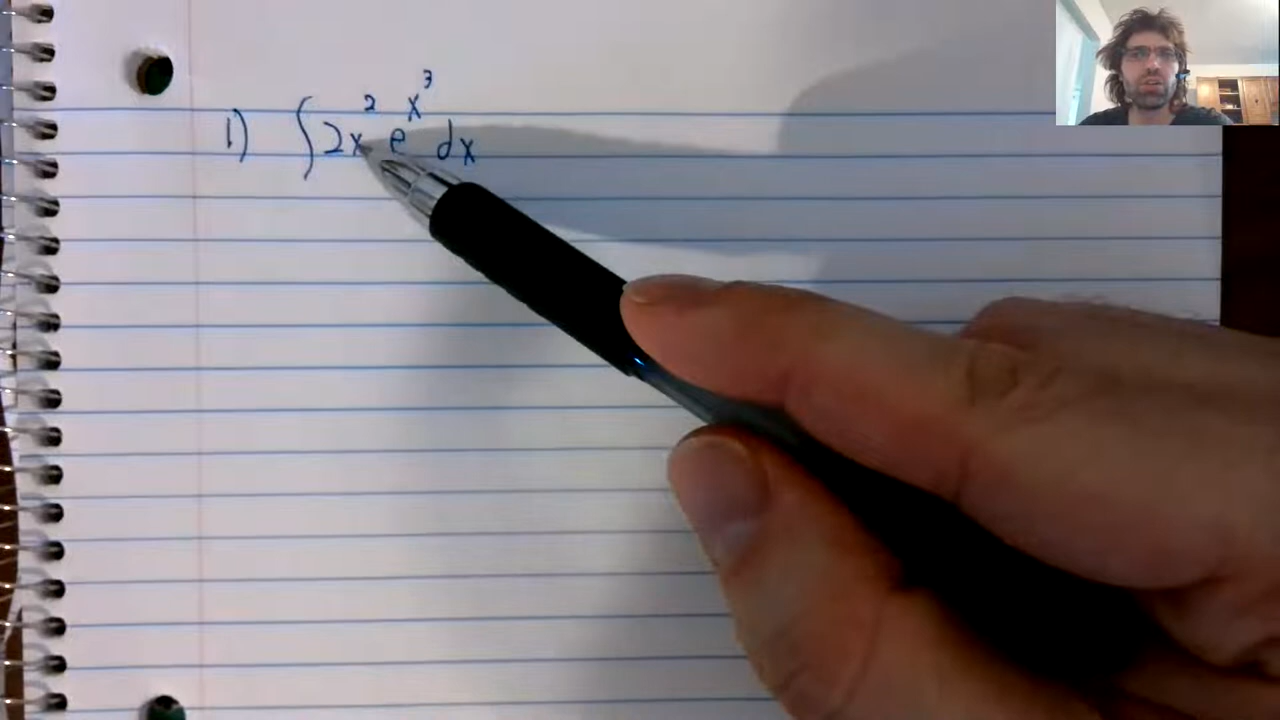 1) ∫ 2x² e^x³ dx